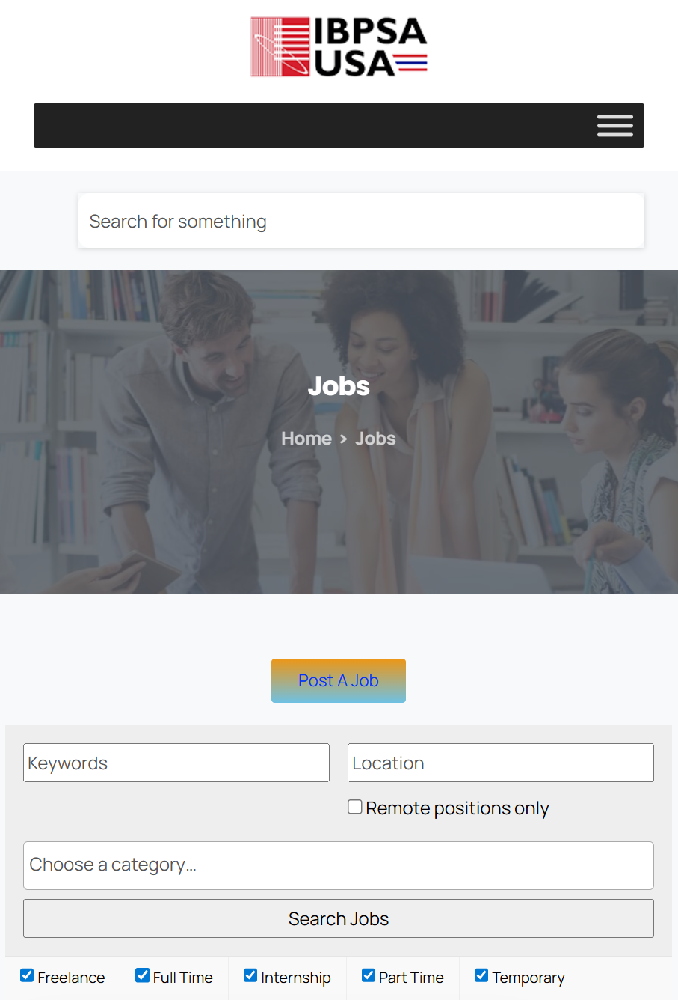 IBPSA
USA
Search for something
Jobs
Home > Jobs
Post A Job
Keywords
Location
Remote positions only
Choose a category...
Search Jobs
Freelance
Full Time
Internship
Part Time
Temporary